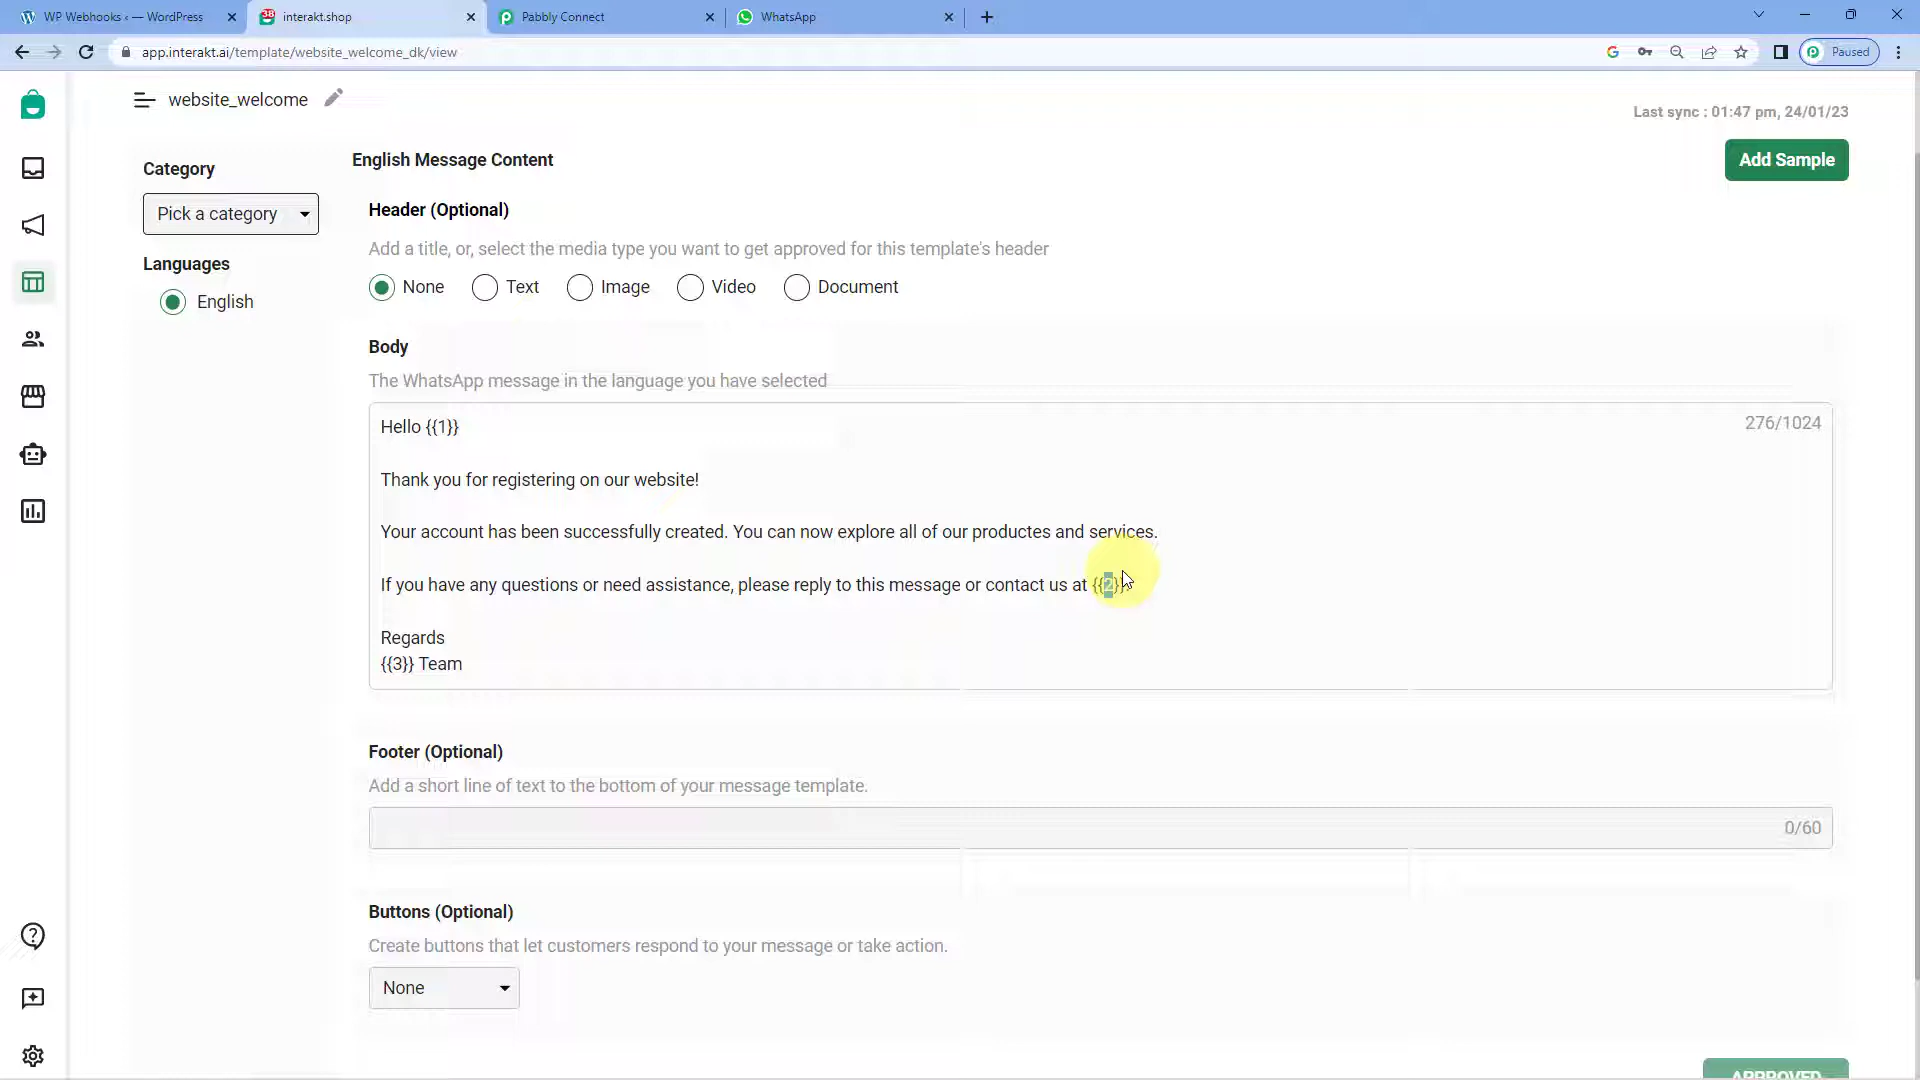 WP Webhooks ‹ — WordPress
38
interakt.shop
Pabbly Connect
WhatsApp
app.interakt.ai/template/website_welcome_dk/view
Paused
website_welcome
Last sync : 01:47 pm, 24/01/23
Category
English Message Content
Add Sample
Pick a category
Header (Optional)
Add a title, or, select the media type you want to get approved for this template's header
Languages
English
None
Text
Image
Video
Document
Body
The WhatsApp message in the language you have selected
276/1024
Hello {{1}}
Thank you for registering on our website!
Your account has been successfully created. You can now explore all of our productes and services.
If you have any questions or need assistance, please reply to this message or contact us at {{2}}.
Regards
{{3}} Team
Footer (Optional)
Add a short line of text to the bottom of your message template.
0/60
Buttons (Optional)
Create buttons that let customers respond to your message or take action.
None
APPROVED